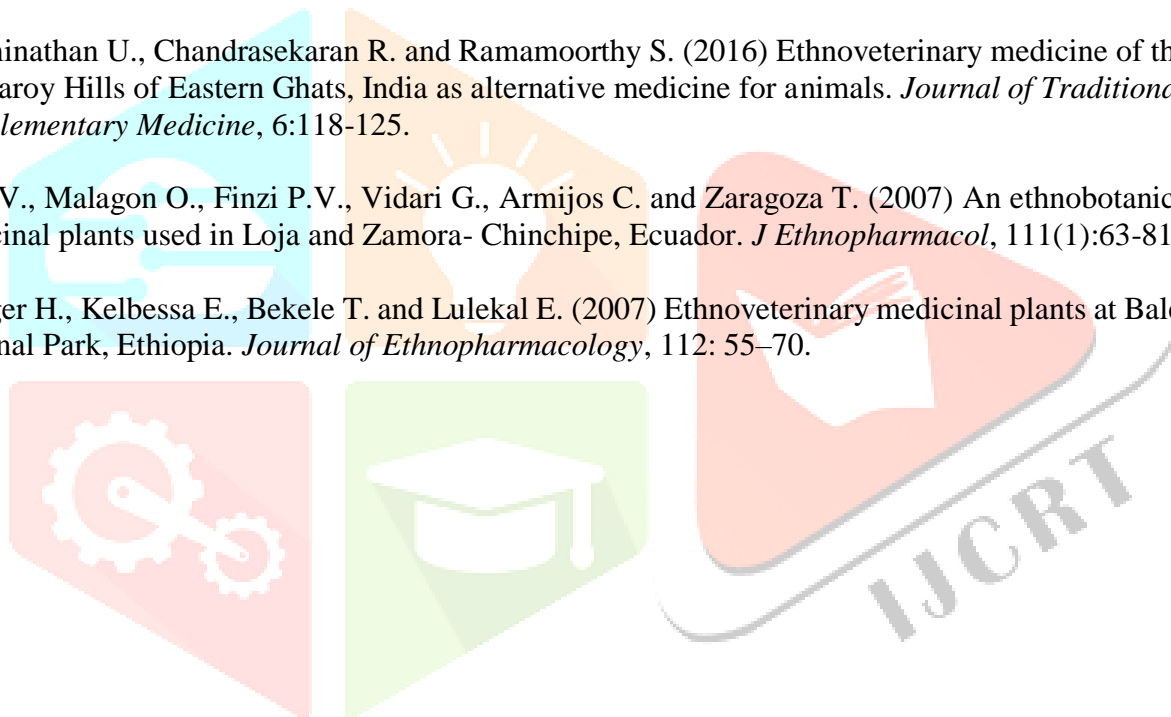 inathan U., Chandrasekaran R. and Ramamoorthy S. (2016) Ethnoveterinary medicine of th
aroy Hills of Eastern Ghats, India as alternative medicine for animals. Journal of Traditiona
lementary Medicine, 6:118-125.
V., Malagon O., Finzi P.V., Vidari G., Armijos C. and Zaragoza T. (2007) An ethnobotanic
inal plants used in Loja and Zamora- Chinchipe, Ecuador. J Ethnopharmacol, 111(1):63-81
ger H., Kelbessa E., Bekele T. and Lulekal E. (2007) Ethnoveterinary medicinal plants at Bal
nal Park, Ethiopia. Journal of Ethnopharmacology, 112: 55–70.
IJCRT